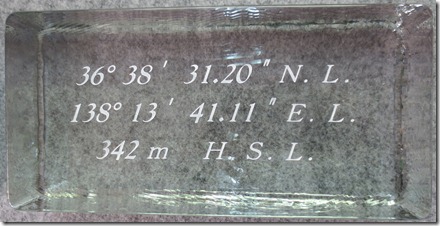 36° 38' 31.20" N. L.
138° 13' 41.11" E. L.
342 m H. S. L.